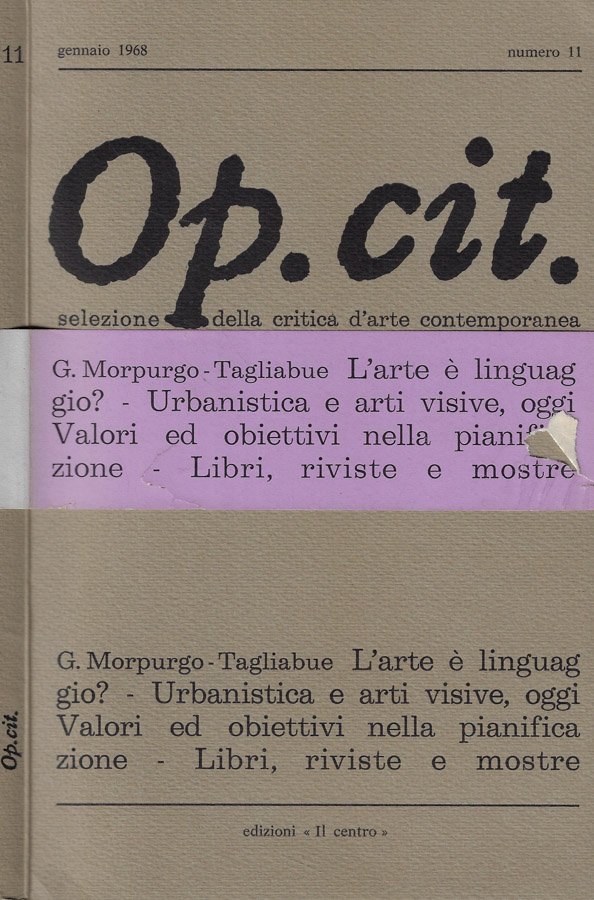 11
gennaio 1968 numero 11
Op. cit.
selezione della critica d'arte contemporanea
G. Morpurgo-Tagliabue L'arte è linguag
gio? - Urbanistica e arti visive, oggi
Valori ed obiettivi nella
zione - Libri, riviste e mostre
G. Morpurgo-Tagliabue L'arte è linguag
gio? - Urbanistica e arti visive, oggi
Valori ed obiettivi nella pianifica
zione - Libri, riviste e mostre
Op.cit.
edizioni « Il centro »